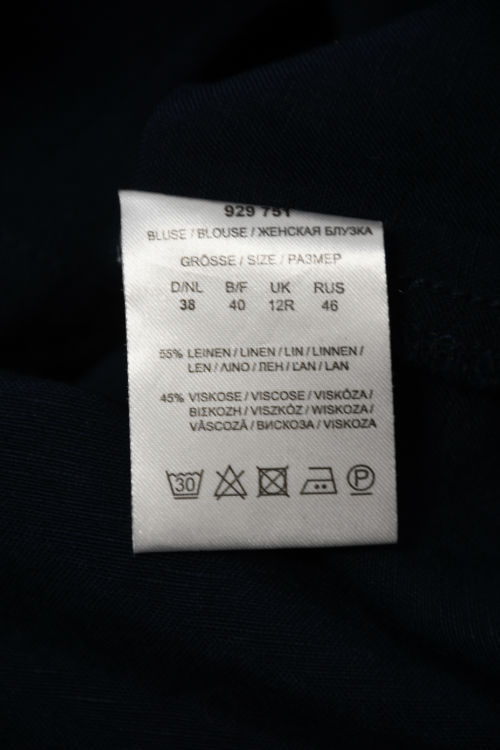 929 751
BLUSE / BLOUSE / ЖЕНСКАЯ БЛУЗКА
GRÖSSE / SIZE / РАЗМЕР
D/NL B/F UK RUS
38 40 12R 46
55% LEINEN / LINEN / LIN / LINNEN /
LEN / ΛΙΝΟ / ЛЕН / ĽAN / LAN
45% VISKOSE / VISCOSE / VISKÓZA /
ΒΙΣΚΟΖΗ / VISZKÓZ / WISKOZA /
VÂSCOZĂ / ВИСКОЗА / VISKOZA
30 P